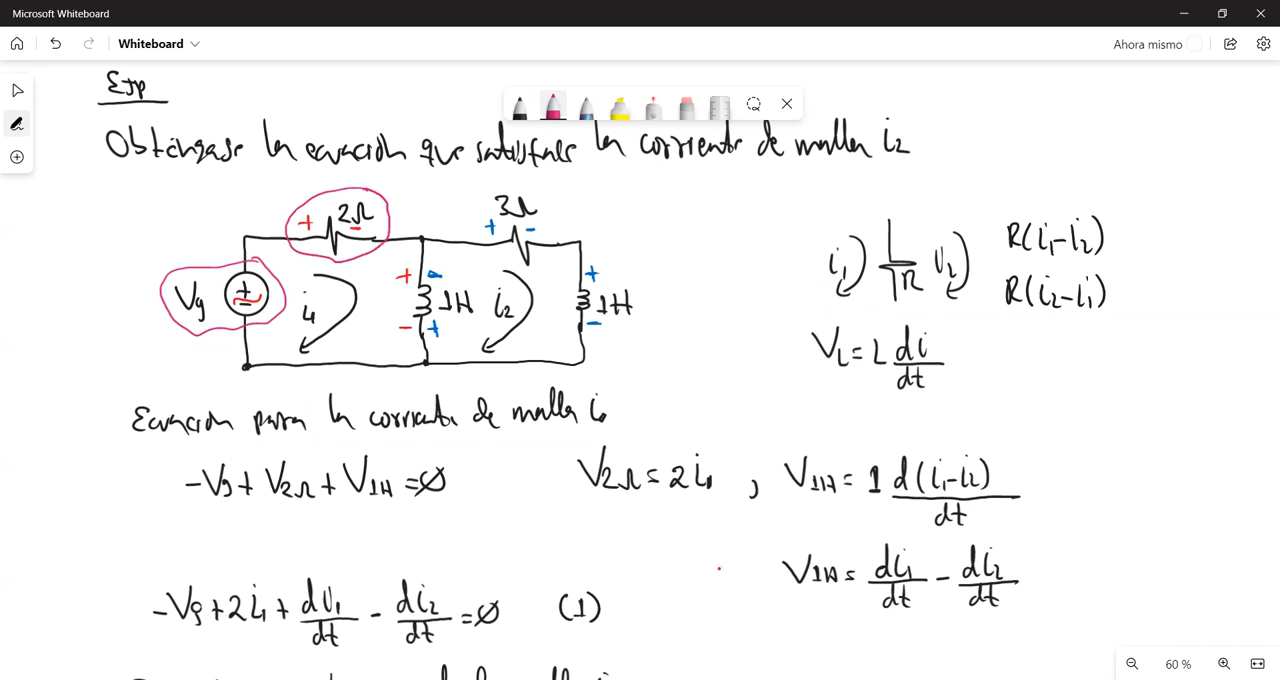 Microsoft Whiteboard
Whiteboard
Ahora mismo
Ejp
Obténgase la ecuación que satisface la corriente de malla i2
2Ω
3Ω
+ - + -
Vg
+
i1
+ -
1H
- +
i2
+
1H
-
i1) R i2)
R(i1-i2)
R(i2-i1)
VL = L di/dt
Ecuación para la corriente de malla i1
-Vg + V2Ω + V1H = 0
V2Ω = 2i1 , V1H = 1 d(i1-i2)/dt
V1H = di1/dt - di2/dt
-Vg + 2i1 + di1/dt - di2/dt = 0 (1)
60 %